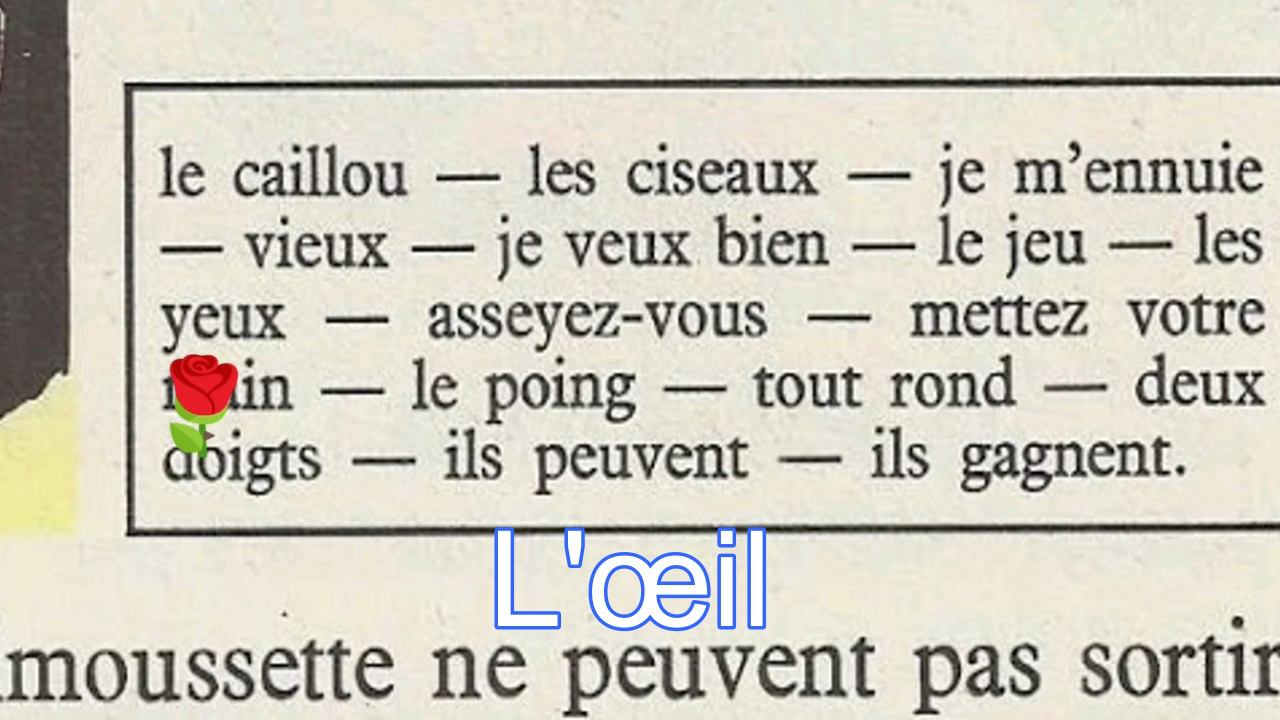 le caillou — les ciseaux — je m'ennuie
— vieux — je veux bien — le jeu — les
yeux — asseyez-vous — mettez votre
— le poing — tout rond — deux
doigts — ils peuvent — ils gagnent.
L'œil
moussette ne peuvent pas sortir